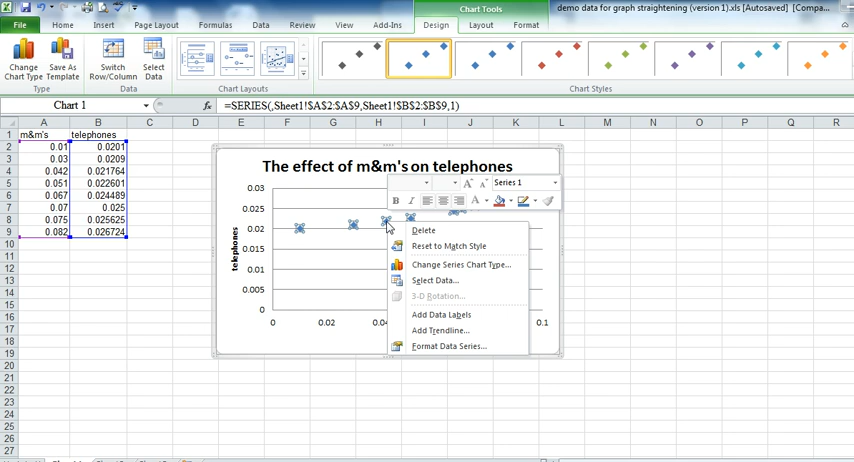 Chart Tools
demo data for graph straightening (version 1).xls [Autosaved] [Compa...
File Home Insert Page Layout Formulas Data Review View Add-Ins Design Layout Format
Change Chart Type
Save As Template
Switch Row/Column
Select Data
Type Data Chart Layouts Chart Styles
Chart 1 fx =SERIES(,Sheet1!$A$2:$A$9,Sheet1!$B$2:$B$9,1)
A B C D E F G H I J K L M N O P Q R
1 m&m's telephones
2 0.01 0.0201
3 0.03 0.0209
4 0.042 0.021764
5 0.051 0.022601
6 0.067 0.024489
7 0.07 0.025
8 0.075 0.025625
9 0.082 0.026724
10
11
12
13
14
15
16
17
18
19
20
21
22
23
24
25
26
27
The effect of m&m's on telephones
telephones
0.03
0.025
0.02
0.015
0.01
0.005
0
0 0.02 0.1
Series 1
B I A
Delete
Reset to Match Style
Change Series Chart Type...
Select Data...
3-D Rotation...
Add Data Labels
Add Trendline...
Format Data Series...